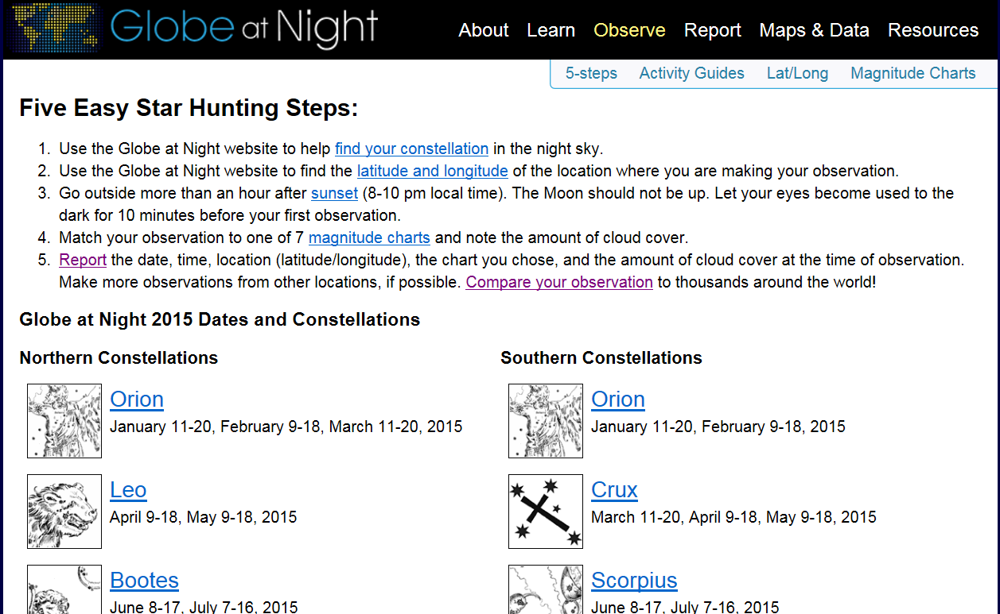 Globe at Night
About Learn Observe Report Maps & Data Resources
5-steps Activity Guides Lat/Long Magnitude Charts
Five Easy Star Hunting Steps:
1. Use the Globe at Night website to help find your constellation in the night sky.
2. Use the Globe at Night website to find the latitude and longitude of the location where you are making your observation.
3. Go outside more than an hour after sunset (8-10 pm local time). The Moon should not be up. Let your eyes become used to the
dark for 10 minutes before your first observation.
4. Match your observation to one of 7 magnitude charts and note the amount of cloud cover.
5. Report the date, time, location (latitude/longitude), the chart you chose, and the amount of cloud cover at the time of observation.
Make more observations from other locations, if possible. Compare your observation to thousands around the world!
Globe at Night 2015 Dates and Constellations
Northern Constellations
Orion
January 11-20, February 9-18, March 11-20, 2015
Leo
April 9-18, May 9-18, 2015
Bootes
June 8-17, July 7-16, 2015
Southern Constellations
Orion
January 11-20, February 9-18, 2015
Crux
March 11-20, April 9-18, May 9-18, 2015
Scorpius
June 8-17, July 7-16, 2015